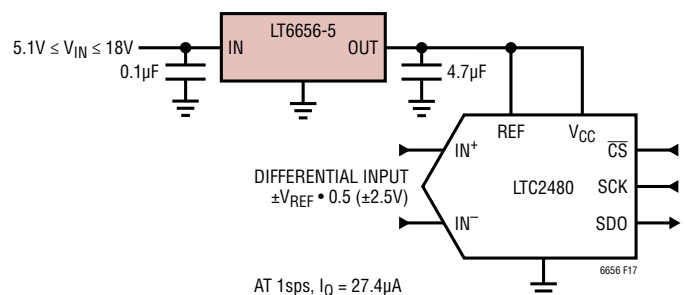 LT6656-5
5.1V ≤ VIN ≤ 18V
IN
OUT
0.1µF
4.7µF
REF
VCC
IN+
CS
DIFFERENTIAL INPUT
±VREF • 0.5 (±2.5V)
LTC2480
SCK
IN–
SDO
6656 F17
AT 1sps, IQ = 27.4µA